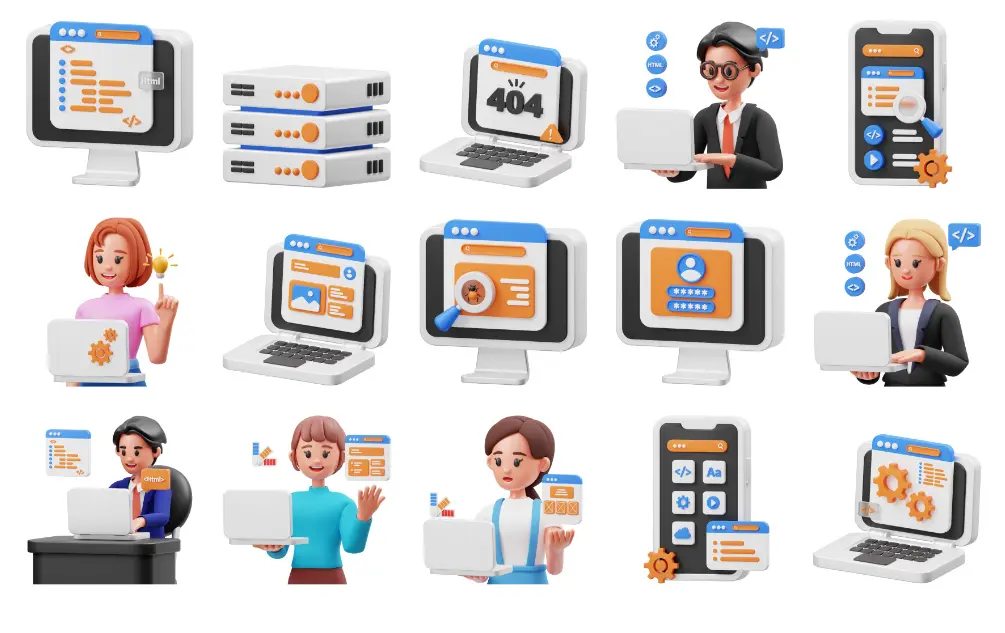 Html
</>
404
!
</>
HTML
<>
</>
</>
HTML
<>
*****
*****
</>
<Html>
</>
Aa
</>